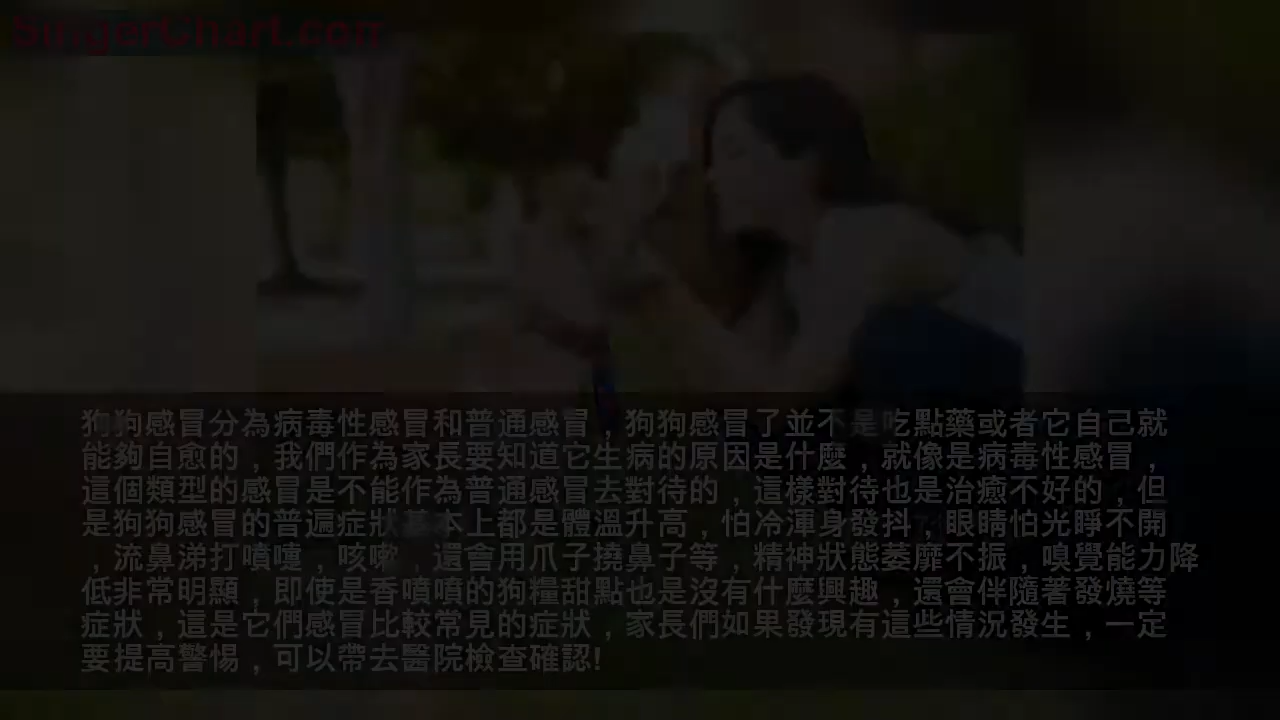 SingerChart.com
狗狗感冒分為病毒性感冒和普通感冒，狗狗感冒了並不是吃點藥或者它自己就
能夠自愈的，我們作為家長要知道它生病的原因是什麼，就像是病毒性感冒，
這個類型的感冒是不能作為普通感冒去對待的，這樣對待也是治癒不好的，但
是狗狗感冒的普遍症狀基本上都是體溫升高，怕冷渾身發抖，眼睛怕光睜不開
，流鼻涕打噴嚏，咳嗽，還會用爪子撓鼻子等，精神狀態萎靡不振，嗅覺能力降
低非常明顯，即使是香噴噴的狗糧甜點也是沒有什麼興趣，還會伴隨著發燒等
症狀，這是它們感冒比較常見的症狀，家長們如果發現有這些情況發生，一定
要提高警惕，可以帶去醫院檢查確認!